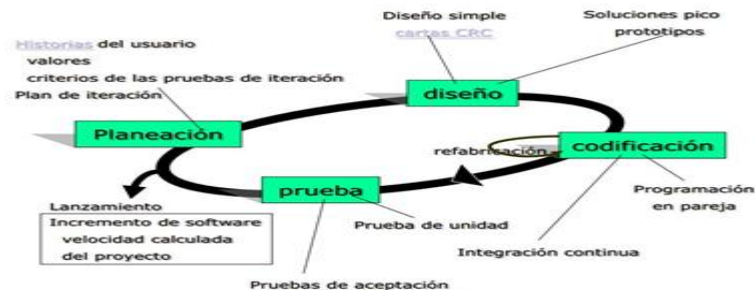 Diseño simple
cartas CRC
Soluciones pico
prototipos
Historias del usuario
valores
criterios de las pruebas de iteración
Plan de iteración
diseño
Planeación
refabricación
codificación
prueba
Programación
en pareja
Lanzamiento
Incremento de software
velocidad calculada
del proyecto
Prueba de unidad
Integración continua
Pruebas de aceptación